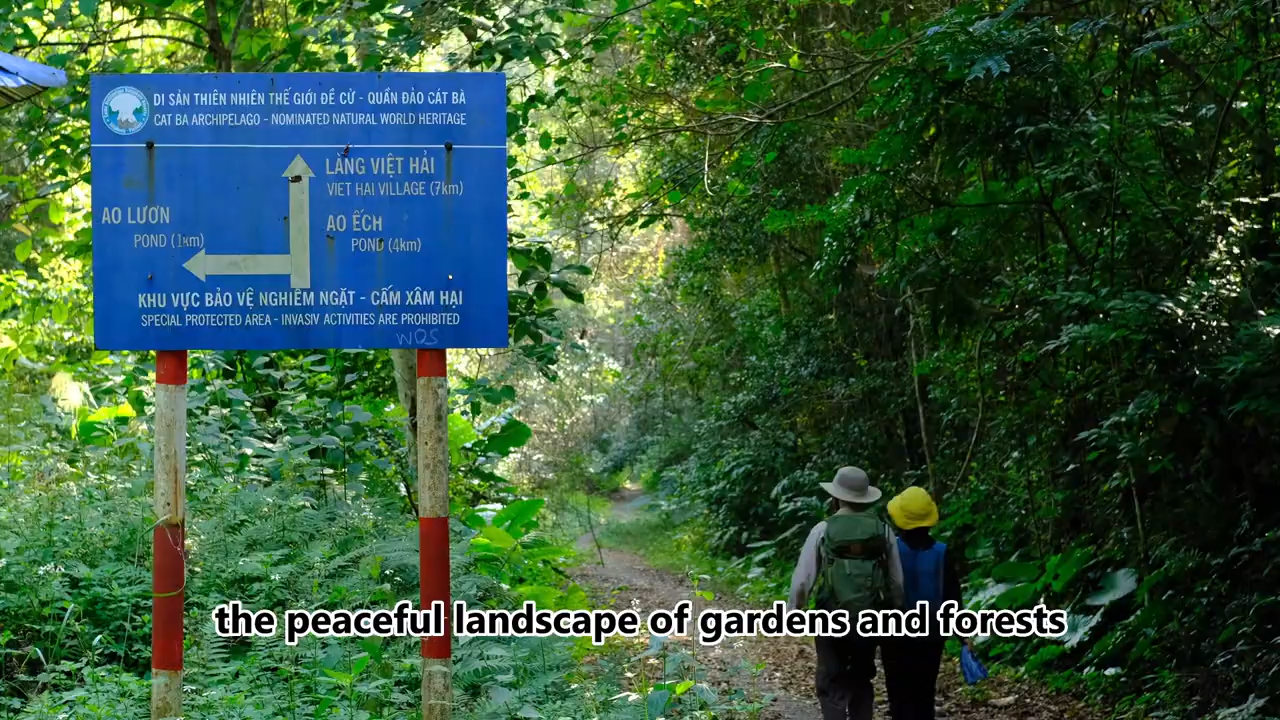 DI SẢN THIÊN NHIÊN THẾ GIỚI ĐỀ CỬ - QUẦN ĐẢO CÁT BÀ
CAT BA ARCHIPELAGO - NOMINATED NATURAL WORLD HERITAGE
LÀNG VIỆT HẢI
VIET HAI VILLAGE (7km)
AO LƯƠN
POND (1km)
AO ẾCH
POND (4km)
KHU VỰC BẢO VỆ NGHIÊM NGẶT - CẤM XÂM HẠI
SPECIAL PROTECTED AREA - INVASIV ACTIVITIES ARE PROHIBITED
WQS
the peaceful landscape of gardens and forests